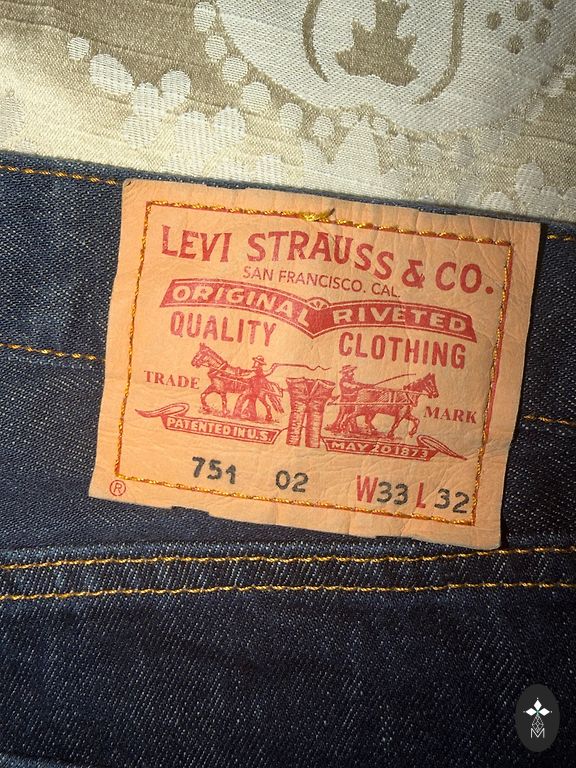 LEVI STRAUSS & CO.
SAN FRANCISCO, CAL.
ORIGINAL RIVETED
QUALITY CLOTHING
TRADE MARK
PATENTED IN U.S. MAY 20 1873
751 02 W33 L 32
®
M